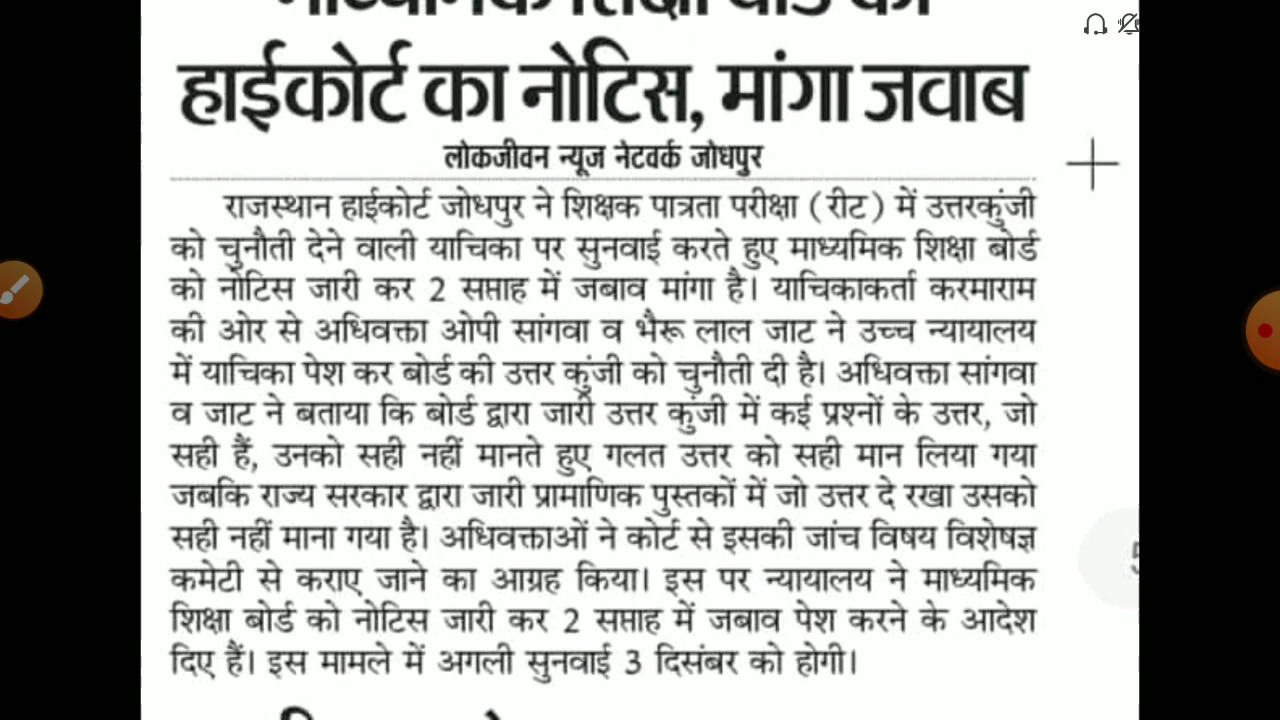 माध्यमिक शिक्षा बोर्ड को
हाईकोर्ट का नोटिस, मांगा जवाब
लोकजीवन न्यूज नेटवर्क जोधपुर
राजस्थान हाईकोर्ट जोधपुर ने शिक्षक पात्रता परीक्षा (रीट) में उत्तरकुंजी
को चुनौती देने वाली याचिका पर सुनवाई करते हुए माध्यमिक शिक्षा बोर्ड
को नोटिस जारी कर 2 सप्ताह में जबाव मांगा है। याचिकाकर्ता करमाराम
की ओर से अधिवक्ता ओपी सांगवा व भैरू लाल जाट ने उच्च न्यायालय
में याचिका पेश कर बोर्ड की उत्तर कुंजी को चुनौती दी है। अधिवक्ता सांगवा
व जाट ने बताया कि बोर्ड द्वारा जारी उत्तर कुंजी में कई प्रश्नों के उत्तर, जो
सही हैं, उनको सही नहीं मानते हुए गलत उत्तर को सही मान लिया गया
जबकि राज्य सरकार द्वारा जारी प्रामाणिक पुस्तकों में जो उत्तर दे रखा उसको
सही नहीं माना गया है। अधिवक्ताओं ने कोर्ट से इसकी जांच विषय विशेषज्ञ
कमेटी से कराए जाने का आग्रह किया। इस पर न्यायालय ने माध्यमिक
शिक्षा बोर्ड को नोटिस जारी कर 2 सप्ताह में जबाव पेश करने के आदेश
दिए हैं। इस मामले में अगली सुनवाई 3 दिसंबर को होगी।